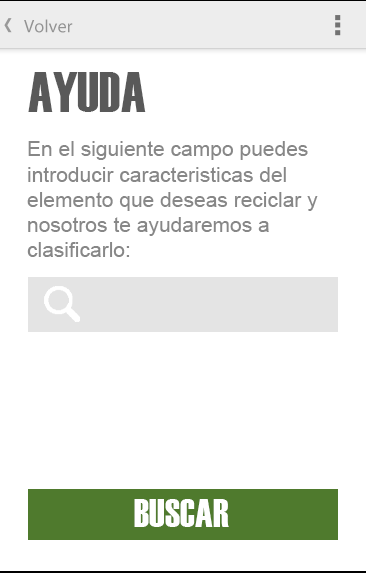 Volver
AYUDA
En el siguiente campo puedes
introducir caracteristicas del
elemento que deseas reciclar y
nosotros te ayudaremos a
clasificarlo:
BUSCAR